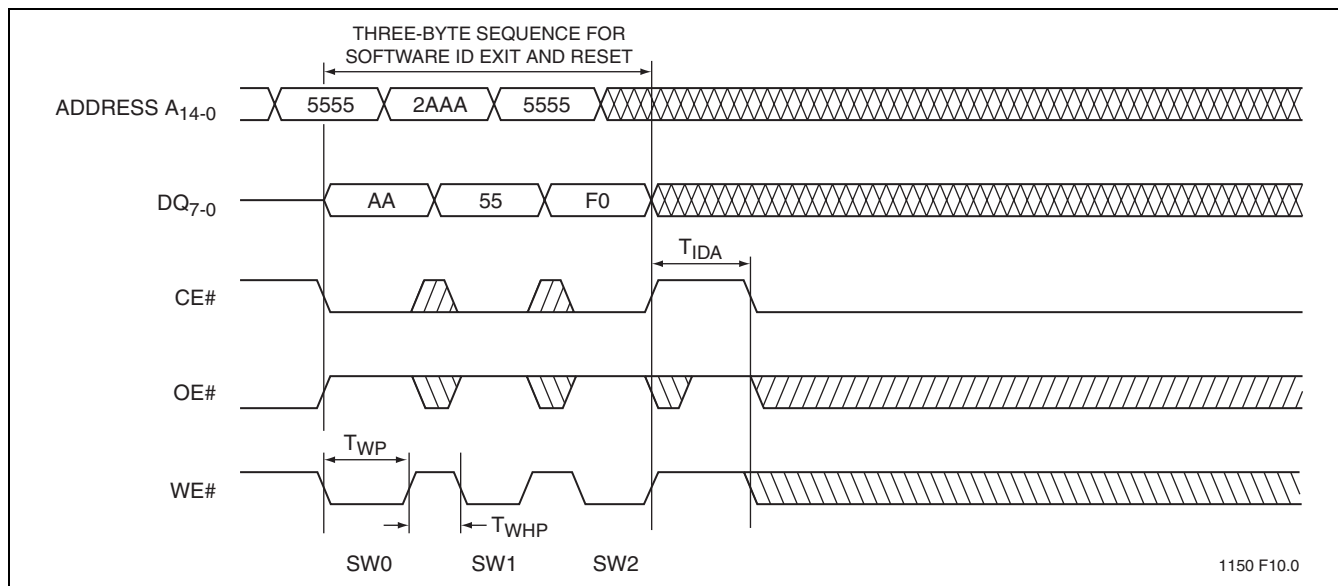 THREE-BYTE SEQUENCE FOR
SOFTWARE ID EXIT AND RESET
ADDRESS A14-0
5555 2AAA 5555
DQ7-0
AA 55 F0
TIDA
CE#
OE#
TWP
WE#
TWHP
SW0 SW1 SW2
1150 F10.0